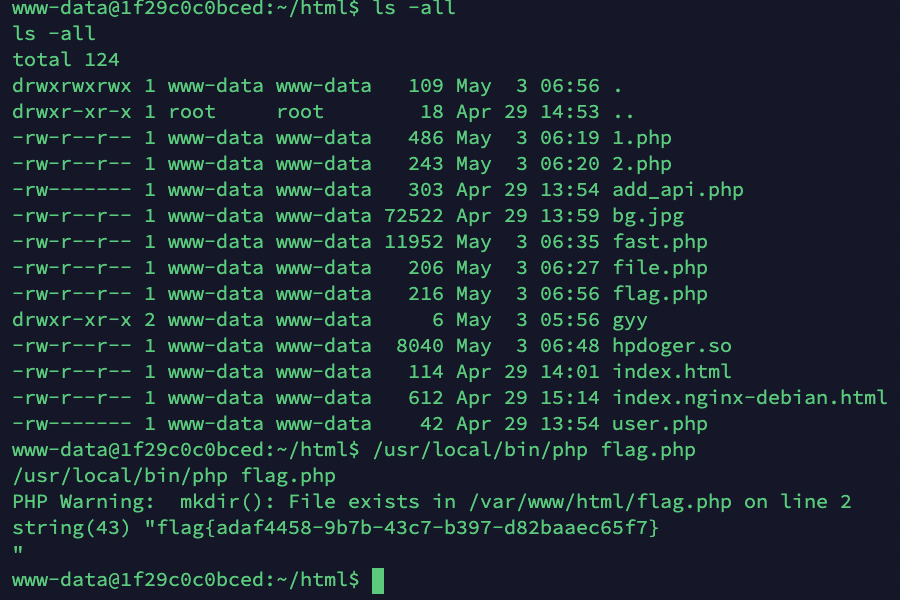 www-data@1f29c0c0bced:~/html$ ls -all
ls -all
total 124
drwxrwxrwx 1 www-data www-data   109 May  3 06:56 .
drwxr-xr-x 1 root     root        18 Apr 29 14:53 ..
-rw-r--r-- 1 www-data www-data   486 May  3 06:19 1.php
-rw-r--r-- 1 www-data www-data   243 May  3 06:20 2.php
-rw------- 1 www-data www-data   303 Apr 29 13:54 add_api.php
-rw-r--r-- 1 www-data www-data 72522 Apr 29 13:59 bg.jpg
-rw-r--r-- 1 www-data www-data 11952 May  3 06:35 fast.php
-rw-r--r-- 1 www-data www-data   206 May  3 06:27 file.php
-rw-r--r-- 1 www-data www-data   216 May  3 06:56 flag.php
drwxr-xr-x 2 www-data www-data     6 May  3 05:56 gyy
-rw-r--r-- 1 www-data www-data  8040 May  3 06:48 hpdoger.so
-rw-r--r-- 1 www-data www-data   114 Apr 29 14:01 index.html
-rw-r--r-- 1 www-data www-data   612 Apr 29 15:14 index.nginx-debian.html
-rw------- 1 www-data www-data    42 Apr 29 13:54 user.php
www-data@1f29c0c0bced:~/html$ /usr/local/bin/php flag.php
/usr/local/bin/php flag.php
PHP Warning:  mkdir(): File exists in /var/www/html/flag.php on line 2
string(43) "flag{adaf4458-9b7b-43c7-b397-d82baaec65f7}
"
www-data@1f29c0c0bced:~/html$